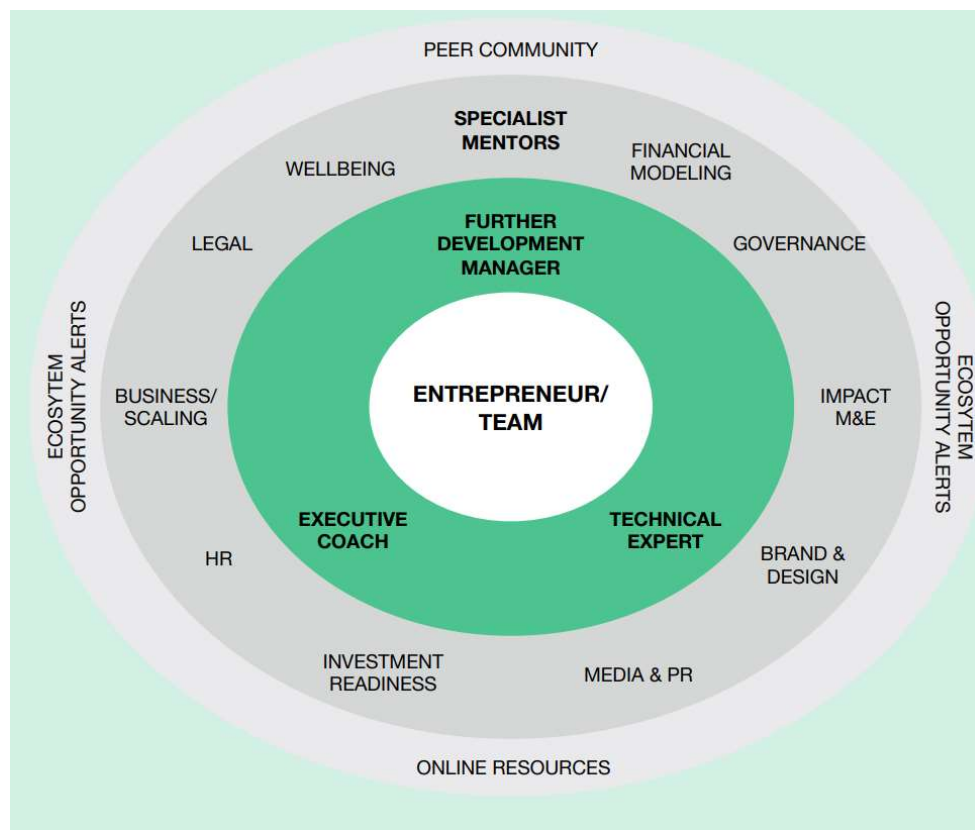 PEER COMMUNITY
SPECIALIST
MENTORS
WELLBEING
FINANCIAL
MODELING
LEGAL
FURTHER
DEVELOPMENT
MANAGER
GOVERNANCE
ECOSYTEM
OPPORTUNITY ALERTS
BUSINESS/
SCALING
ENTREPRENEUR/
TEAM
IMPACT
M&E
ECOSYTEM
OPPORTUNITY ALERTS
EXECUTIVE
COACH
TECHNICAL
EXPERT
HR
BRAND &
DESIGN
INVESTMENT
READINESS
MEDIA & PR
ONLINE RESOURCES